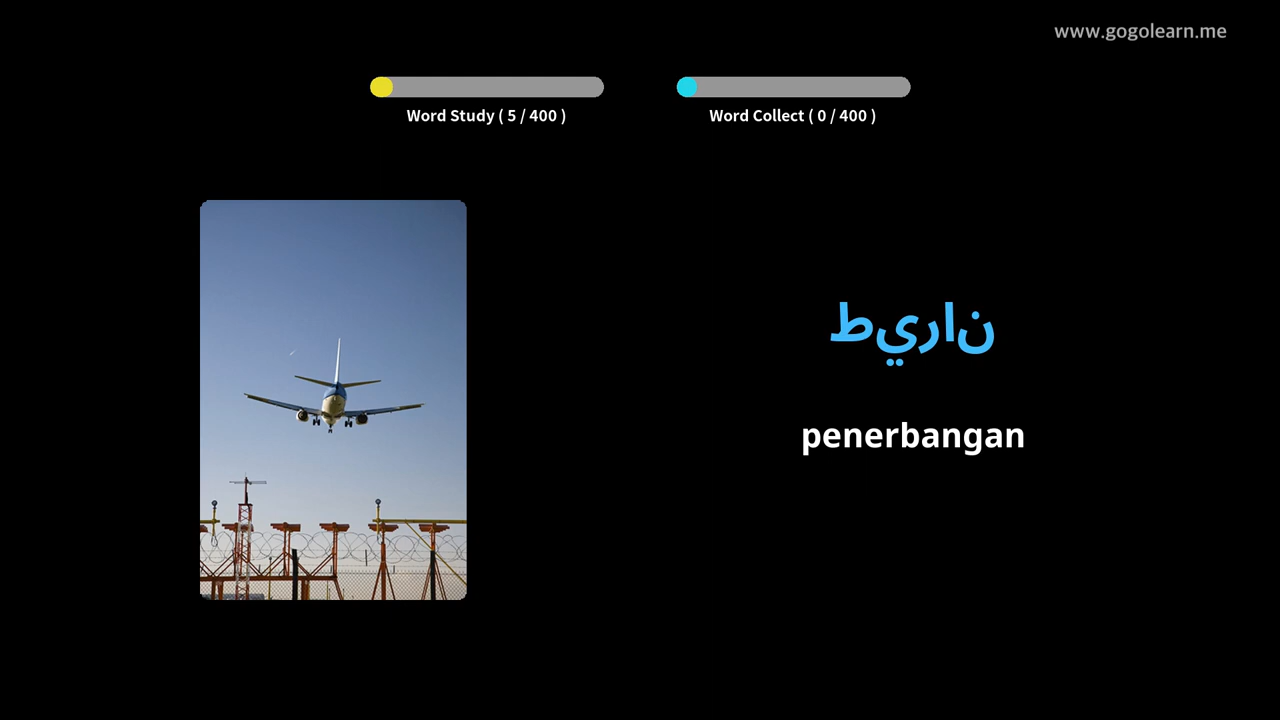 www.gogolearn.me
Word Study ( 5 / 400 )
Word Collect ( 0 / 400 )
طيران
penerbangan